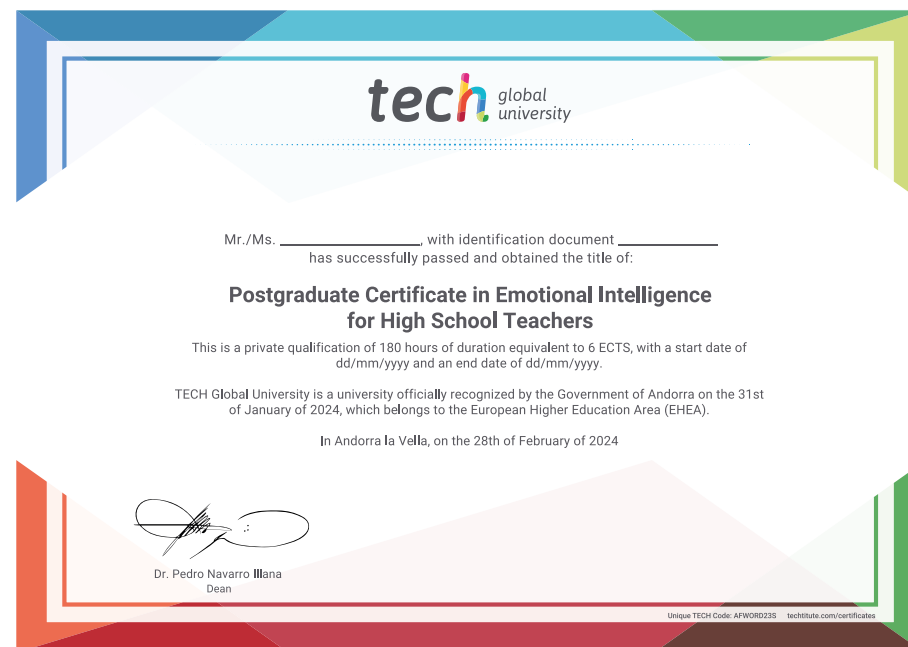 tech global university
Mr./Ms. ____________________, with identification document ______________
has successfully passed and obtained the title of:
Postgraduate Certificate in Emotional Intelligence
for High School Teachers
This is a private qualification of 180 hours of duration equivalent to 6 ECTS, with a start date of
dd/mm/yyyy and an end date of dd/mm/yyyy.
TECH Global University is a university officially recognized by the Government of Andorra on the 31st
of January of 2024, which belongs to the European Higher Education Area (EHEA).
In Andorra la Vella, on the 28th of February of 2024
Dr. Pedro Navarro Illana
Dean
Unique TECH Code: AFWORD23S techtitute.com/certificates